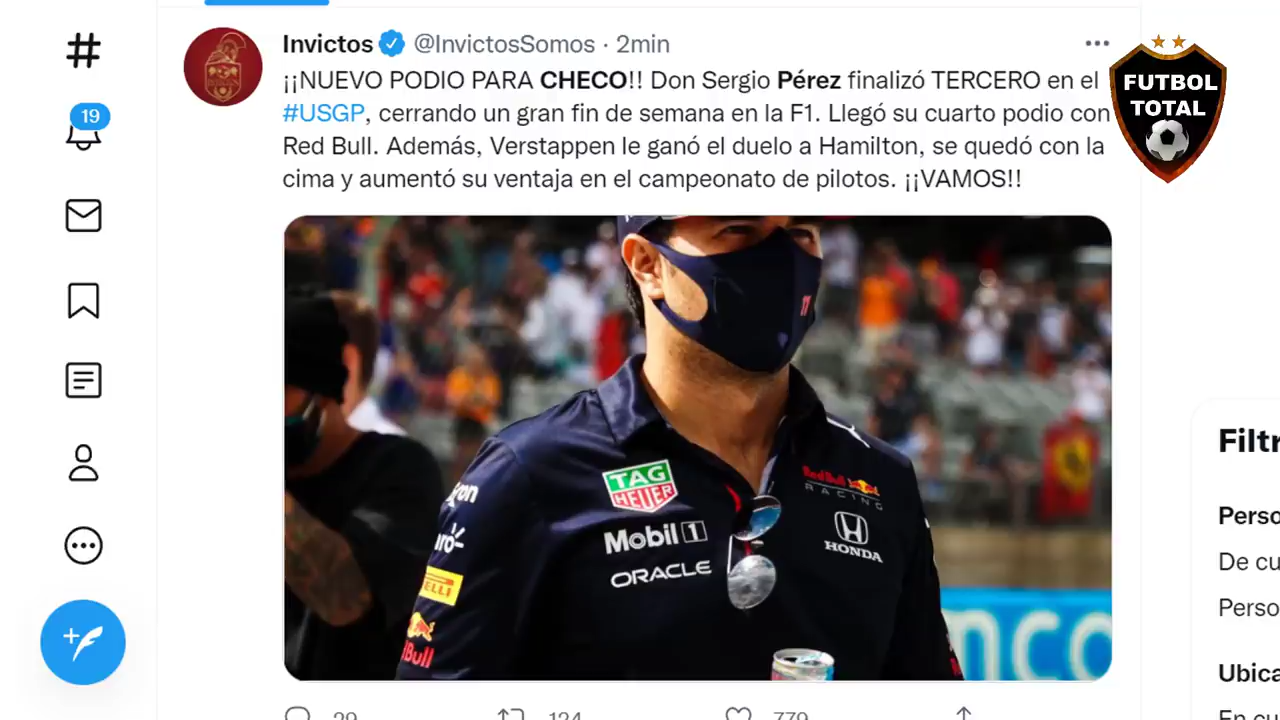 Invictos @InvictosSomos · 2min
¡¡NUEVO PODIO PARA CHECO!! Don Sergio Pérez finalizó TERCERO en el
#USGP, cerrando un gran fin de semana en la F1. Llegó su cuarto podio con
Red Bull. Además, Verstappen le ganó el duelo a Hamilton, se quedó con la
cima y aumentó su ventaja en el campeonato de pilotos. ¡¡VAMOS!!
FUTBOL
TOTAL
19
11
TAG
HEUER
Mobil 1
ORACLE
Red Bull
RACING
HONDA
Filtr
Perso
De cu
Perso
Ubica